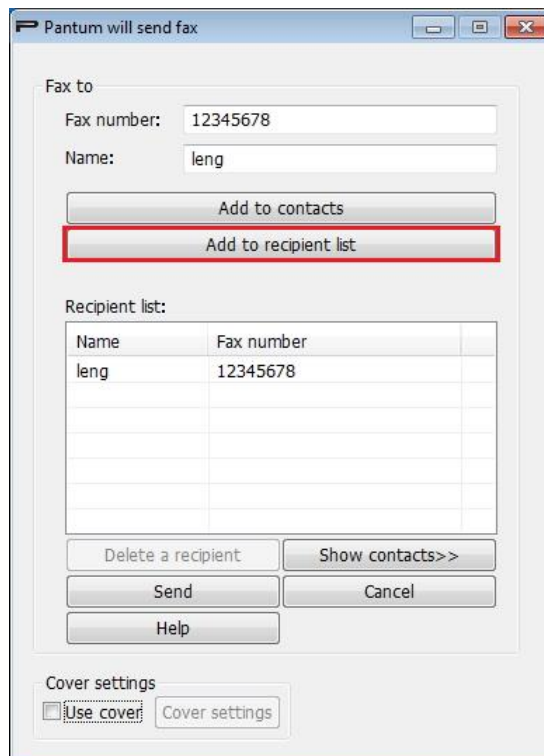 Pantum will send fax
Fax to
Fax number: 12345678
Name: leng
Add to contacts
Add to recipient list
Recipient list:
Name Fax number
leng 12345678
Delete a recipient Show contacts>>
Send Cancel
Help
Cover settings
Use cover Cover settings